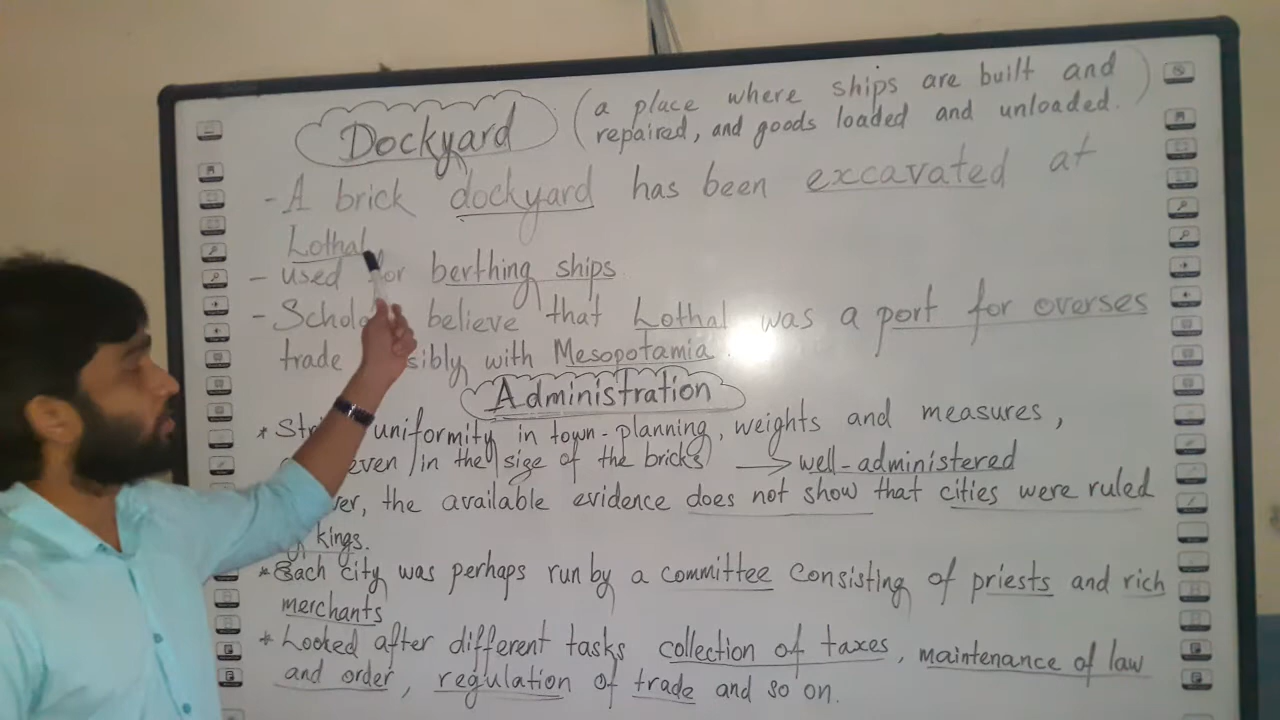 Dockyard (a place where ships are built and
repaired, and goods loaded and unloaded.)
- A brick dockyard has been excavated at
Lothal
- used for berthing ships
- Schola believe that Lothal was a port for overses
trade sibly with Mesopotamia.
Administration
* Str uniformity in town-planning, weights and measures,
even in the size of the bricks → well-administered
ver, the available evidence does not show that cities were ruled
kings.
* Each city was perhaps run by a committee consisting of priests and rich
merchants
* Looked after different tasks collection of taxes, maintenance of law
and order, regulation of trade and so on.